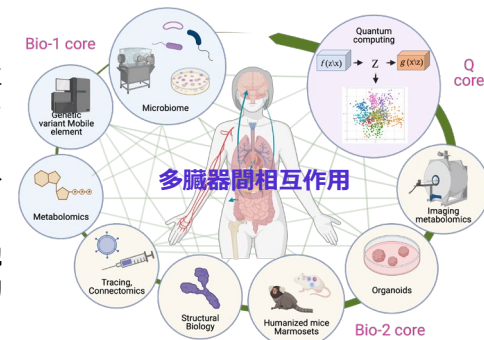 Bio-1 core
Quantum
computing
f(z\x)
Z
g(x\z)
Q
core
Microbiome
Genetic
variant Mobile
element
多臓器間相互作用
Metabolomics
Imaging
metabolomics
Tracing,
Connectomics
Organoids
Structural
Biology
Humanized mice
Marmosets
Bio-2 core